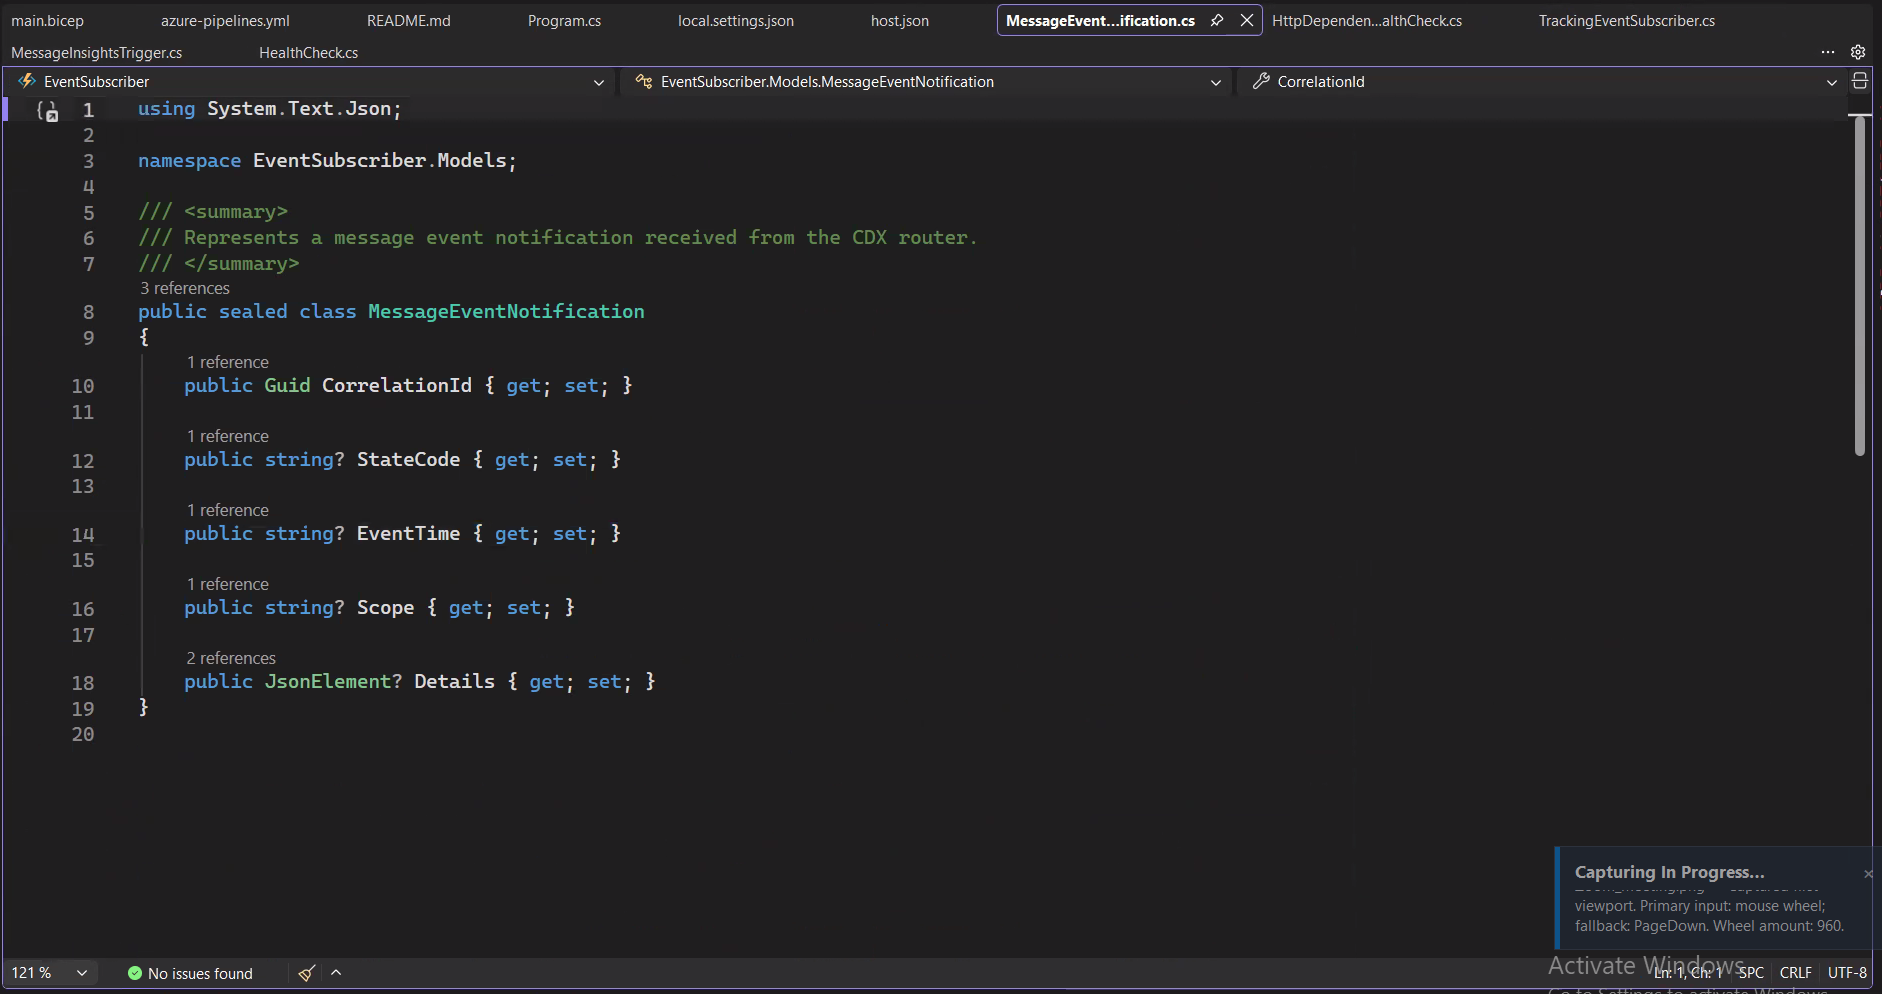 main.bicep azure-pipelines.yml README.md Program.cs local.settings.json host.json MessageEvent...ification.cs HttpDependen...althCheck.cs TrackingEventSubscriber.cs
MessageInsightsTrigger.cs HealthCheck.cs
EventSubscriber EventSubscriber.Models.MessageEventNotification CorrelationId
1 using System.Text.Json;
2
3 namespace EventSubscriber.Models;
4
5 /// <summary>
6 /// Represents a message event notification received from the CDX router.
7 /// </summary>
3 references
8 public sealed class MessageEventNotification
9 {
1 reference
10 public Guid CorrelationId { get; set; }
11
1 reference
12 public string? StateCode { get; set; }
13
1 reference
14 public string? EventTime { get; set; }
15
1 reference
16 public string? Scope { get; set; }
17
2 references
18 public JsonElement? Details { get; set; }
19 }
20
Capturing In Progress...
viewport. Primary input: mouse wheel;
fallback: PageDown. Wheel amount: 960.
Activate Windows
121 % No issues found Ln: 1, Ch: 1 SPC CRLF UTF-8
Go to Settings to activate Windows.